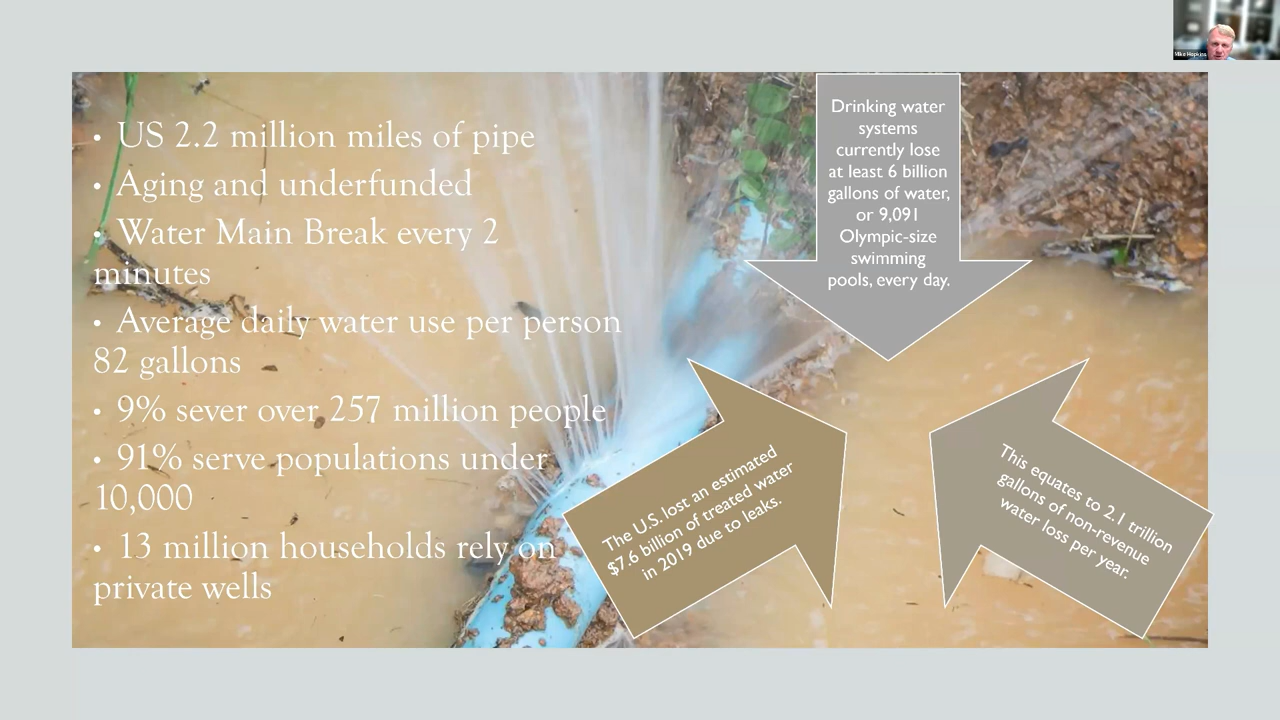 • US 2.2 million miles of pipe
• Aging and underfunded
• Water Main Break every 2
minutes
• Average daily water use per person
82 gallons
• 9% sever over 257 million people
• 91% serve populations under
10,000
• 13 million households rely on
private wells
Drinking water
systems
currently lose
at least 6 billion
gallons of water,
or 9,091
Olympic-size
swimming
pools, every day.
The U.S. lost an estimated
$7.6 billion of treated water
in 2019 due to leaks.
This equates to 2.1 trillion
gallons of non-revenue
water loss per year.
Mike Hopkins